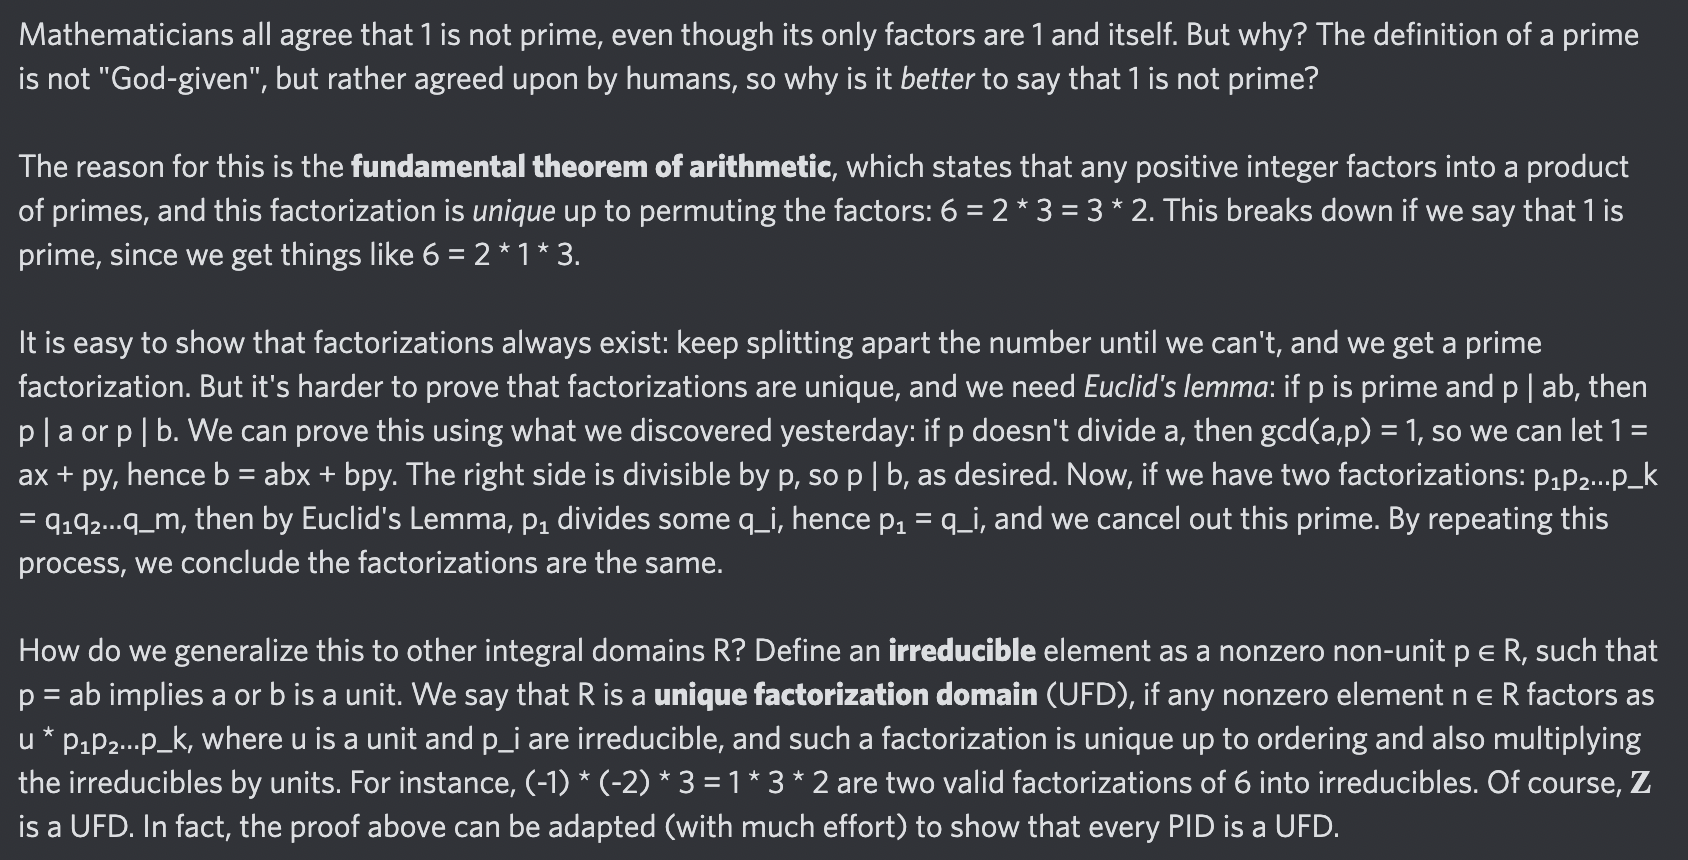 Mathematicians all agree that 1 is not prime, even though its only factors are 1 and itself. But why? The definition of a prime
is not "God-given", but rather agreed upon by humans, so why is it better to say that 1 is not prime?
The reason for this is the fundamental theorem of arithmetic, which states that any positive integer factors into a product
of primes, and this factorization is unique up to permuting the factors: 6 = 2 * 3 = 3 * 2. This breaks down if we say that 1 is
prime, since we get things like 6 = 2 * 1 * 3.
It is easy to show that factorizations always exist: keep splitting apart the number until we can't, and we get a prime
factorization. But it's harder to prove that factorizations are unique, and we need Euclid's lemma: if p is prime and p | ab, then
p | a or p | b. We can prove this using what we discovered yesterday: if p doesn't divide a, then gcd(a,p) = 1, so we can let 1 =
ax + py, hence b = abx + bpy. The right side is divisible by p, so p | b, as desired. Now, if we have two factorizations: p₁p₂...p_k
= q₁q₂...q_m, then by Euclid's Lemma, p₁ divides some q_i, hence p₁ = q_i, and we cancel out this prime. By repeating this
process, we conclude the factorizations are the same.
How do we generalize this to other integral domains R? Define an irreducible element as a nonzero non-unit p ∈ R, such that
p = ab implies a or b is a unit. We say that R is a unique factorization domain (UFD), if any nonzero element n ∈ R factors as
u * p₁p₂...p_k, where u is a unit and p_i are irreducible, and such a factorization is unique up to ordering and also multiplying
the irreducibles by units. For instance, (-1) * (-2) * 3 = 1 * 3 * 2 are two valid factorizations of 6 into irreducibles. Of course, Z
is a UFD. In fact, the proof above can be adapted (with much effort) to show that every PID is a UFD.